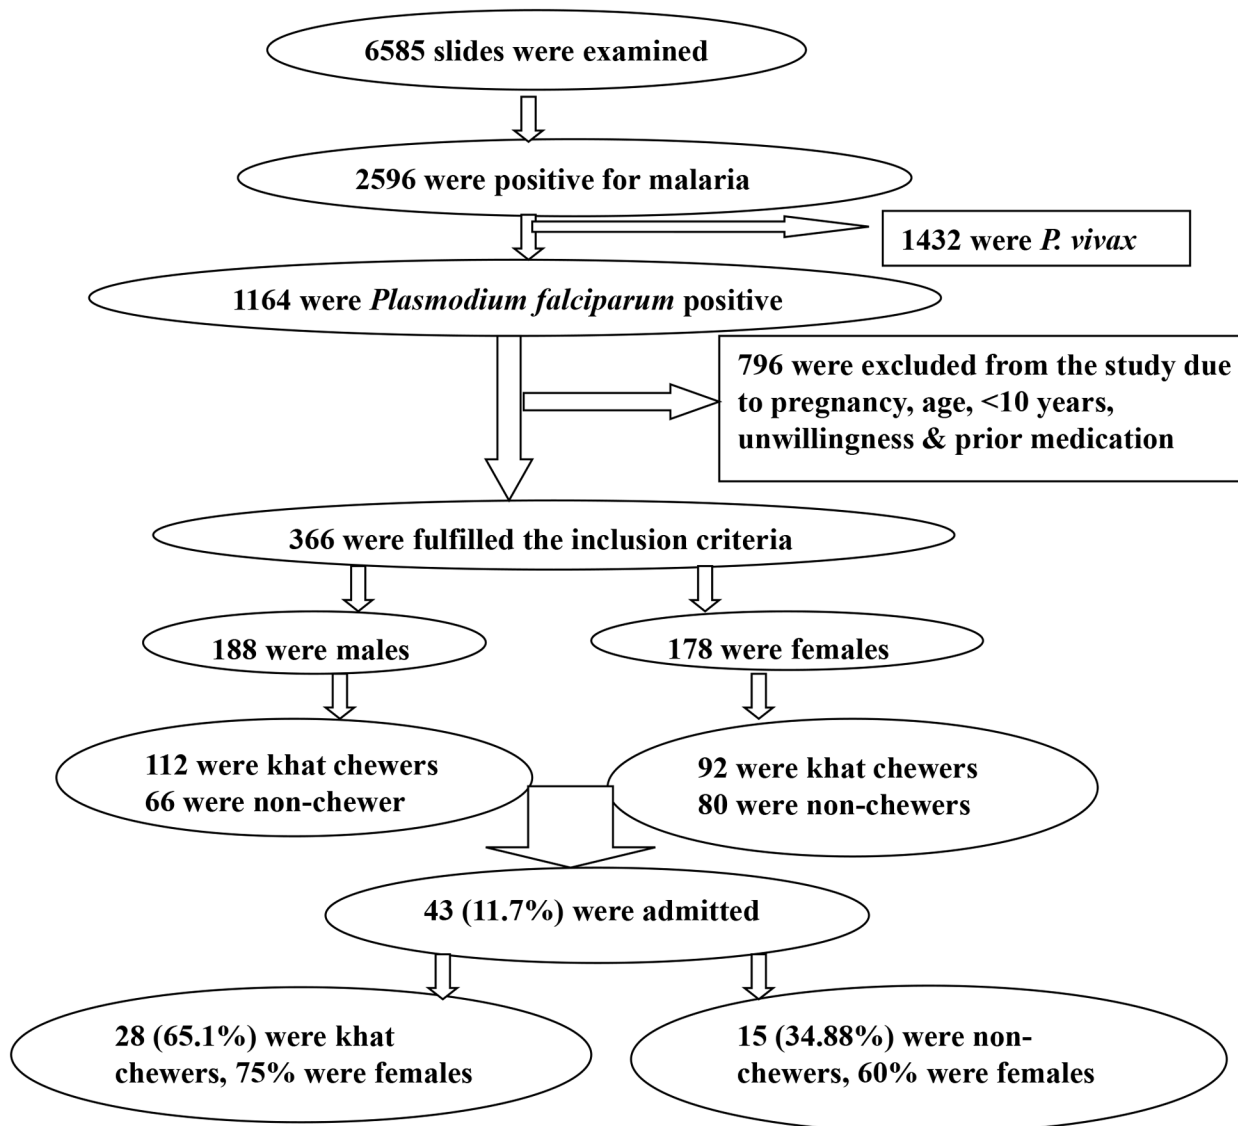 6585 slides were examined
2596 were positive for malaria
1432 were P. vivax
1164 were Plasmodium falciparum positive
796 were excluded from the study due
to pregnancy, age, <10 years,
unwillingness & prior medication
366 were fulfilled the inclusion criteria
188 were males
178 were females
112 were khat chewers
66 were non-chewer
92 were khat chewers
80 were non-chewers
43 (11.7%) were admitted
28 (65.1%) were khat
chewers, 75% were females
15 (34.88%) were non-
chewers, 60% were females